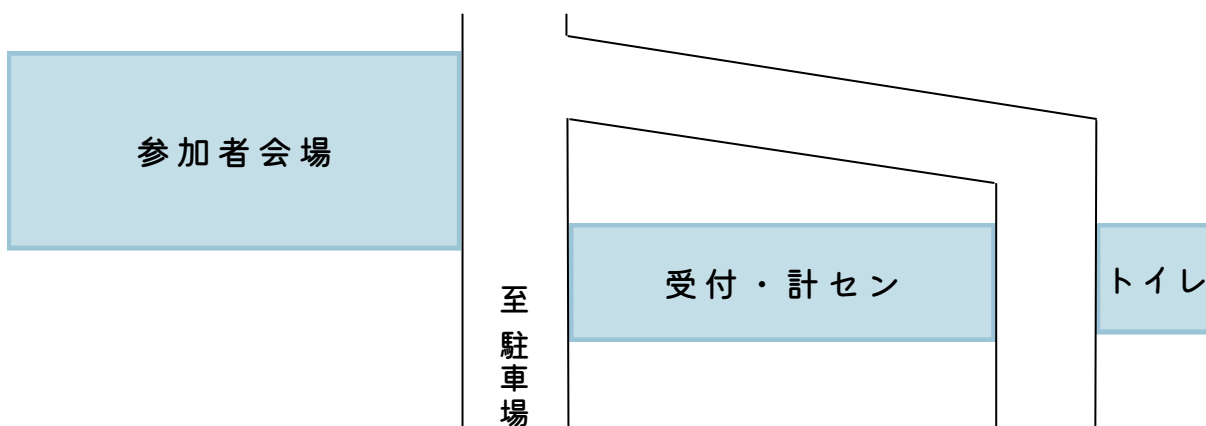 参加者会場
受付・計セン
トイレ
至 駐車場